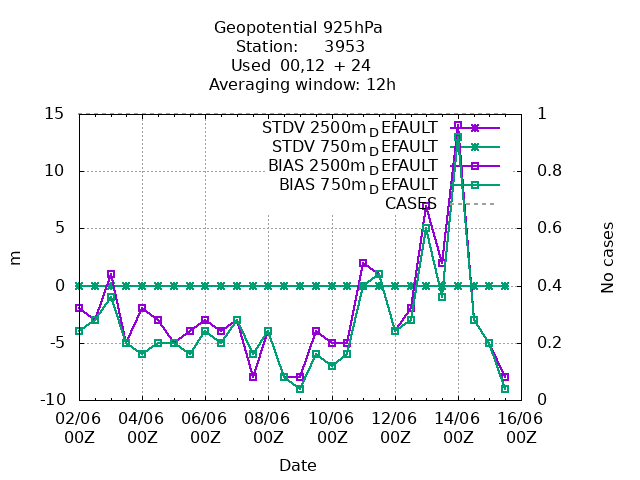 Geopotential 925hPa
Station: 3953
Used 00,12 + 24
Averaging window: 12h
STDV 2500m_DEFAULT
STDV 750m_DEFAULT
BIAS 2500m_DEFAULT
BIAS 750m_DEFAULT
CASES
15
10
5
0
-5
-10
m
1
0.8
0.6
0.4
0.2
0
No cases
02/06 04/06 06/06 08/06 10/06 12/06 14/06 16/06
00Z 00Z 00Z 00Z 00Z 00Z 00Z 00Z
Date